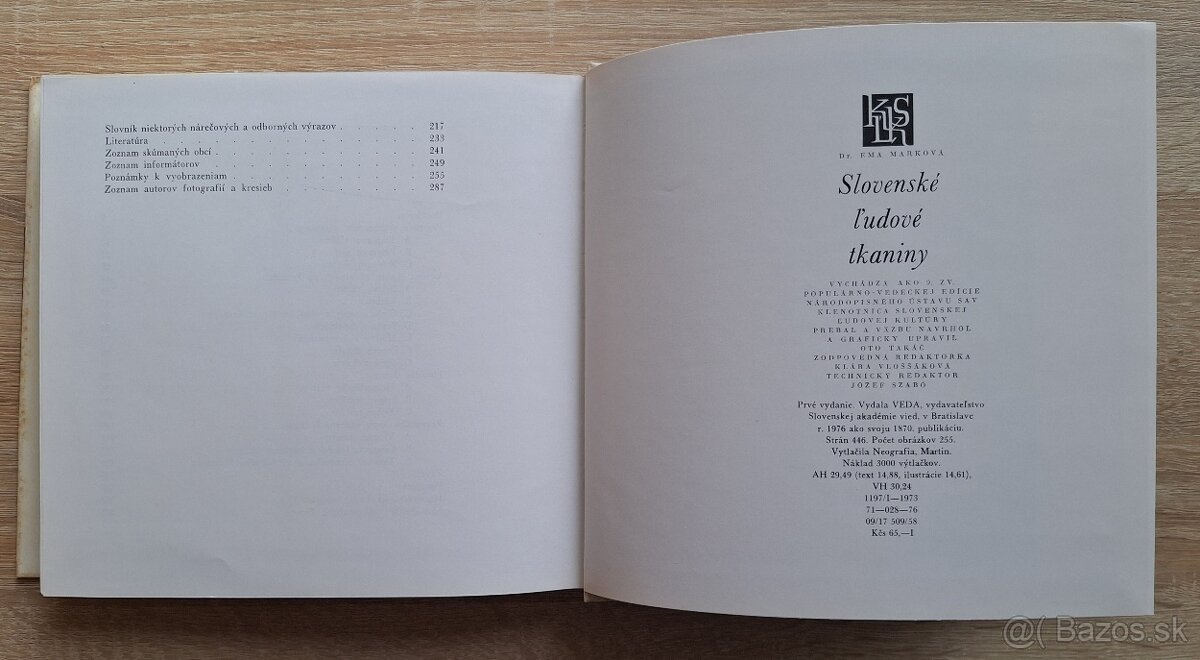 Slovník niektorých nárečových a odborných výrazov . . . . . 217
Literatúra . . . . . . . . . . . . . . 233
Zoznam skúmaných obcí . . . . . . . . . . . 241
Zoznam informátorov . . . . . . . . . . . . 249
Poznámky k vyobrazeniam . . . . . . . . . . 255
Zoznam autorov fotografií a kresieb . . . . . . . . 287
KĽSK
Dr. EMA MARKOVÁ
Slovenské
ľudové
tkaniny
VYCHÁDZA AKO 9. ZV.
POPULÁRNO-VEDECKEJ EDÍCIE
NÁRODOPISNÉHO ÚSTAVU SAV
KLENOTNICA SLOVENSKEJ
ĽUDOVEJ KULTÚRY
PREBAL A VÄZBU NAVRHOL
A GRAFICKY UPRAVIL
OTO TAKÁČ
ZODPOVEDNÁ REDAKTORKA
KLÁRA VLOSŠÁKOVÁ
TECHNICKÝ REDAKTOR
JOZEF SZABÓ
Prvé vydanie. Vydala VEDA, vydavateľstvo
Slovenskej akadémie vied, v Bratislave
r. 1976 ako svoju 1870. publikáciu.
Strán 446. Počet obrázkov 255.
Vytlačila Neografia, Martin.
Náklad 3000 výtlačkov.
AH 29,49 (text 14,88, ilustrácie 14,61),
VH 30,24
1197/I—1973
71—028—76
09/17 509/58
Kčs 65,—I
@( Bazos.sk